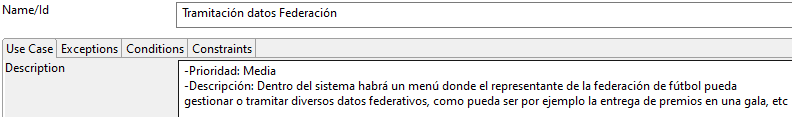 Name/Id
Tramitación datos Federación
Use Case Exceptions Conditions Constraints
Description
-Prioridad: Media
-Descripción: Dentro del sistema habrá un menú donde el representante de la federación de fútbol pueda
gestionar o tramitar diversos datos federativos, como pueda ser por ejemplo la entrega de premios en una gala, etc